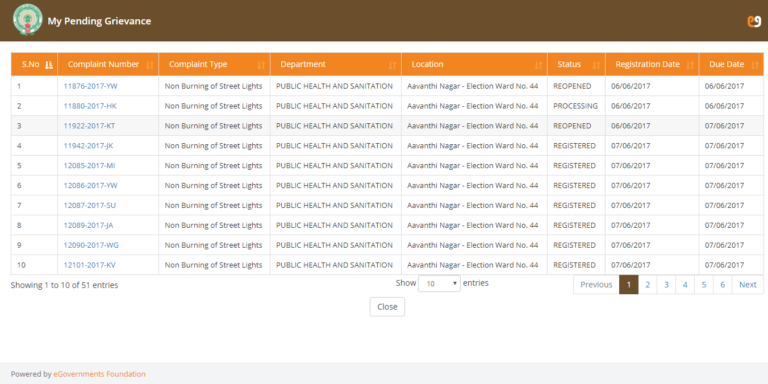 My Pending Grievance
e9
S.No Complaint Number Complaint Type Department Location Status Registration Date Due Date
1 11876-2017-YW Non Burning of Street Lights PUBLIC HEALTH AND SANITATION Aavanthi Nagar - Election Ward No. 44 REOPENED 06/06/2017 06/06/2017
2 11880-2017-HK Non Burning of Street Lights PUBLIC HEALTH AND SANITATION Aavanthi Nagar - Election Ward No. 44 PROCESSING 06/06/2017 06/06/2017
3 11922-2017-KT Non Burning of Street Lights PUBLIC HEALTH AND SANITATION Aavanthi Nagar - Election Ward No. 44 REOPENED 06/06/2017 07/06/2017
4 11942-2017-JK Non Burning of Street Lights PUBLIC HEALTH AND SANITATION Aavanthi Nagar - Election Ward No. 44 REGISTERED 07/06/2017 07/06/2017
5 12085-2017-MI Non Burning of Street Lights PUBLIC HEALTH AND SANITATION Aavanthi Nagar - Election Ward No. 44 REGISTERED 07/06/2017 07/06/2017
6 12086-2017-YW Non Burning of Street Lights PUBLIC HEALTH AND SANITATION Aavanthi Nagar - Election Ward No. 44 REGISTERED 07/06/2017 07/06/2017
7 12087-2017-SU Non Burning of Street Lights PUBLIC HEALTH AND SANITATION Aavanthi Nagar - Election Ward No. 44 REGISTERED 07/06/2017 07/06/2017
8 12089-2017-JA Non Burning of Street Lights PUBLIC HEALTH AND SANITATION Aavanthi Nagar - Election Ward No. 44 REGISTERED 07/06/2017 07/06/2017
9 12090-2017-WG Non Burning of Street Lights PUBLIC HEALTH AND SANITATION Aavanthi Nagar - Election Ward No. 44 REGISTERED 07/06/2017 07/06/2017
10 12101-2017-KV Non Burning of Street Lights PUBLIC HEALTH AND SANITATION Aavanthi Nagar - Election Ward No. 44 REGISTERED 07/06/2017 07/06/2017
Showing 1 to 10 of 51 entries Show 10 entries Previous 1 2 3 4 5 6 Next
Close
Powered by eGovernments Foundation